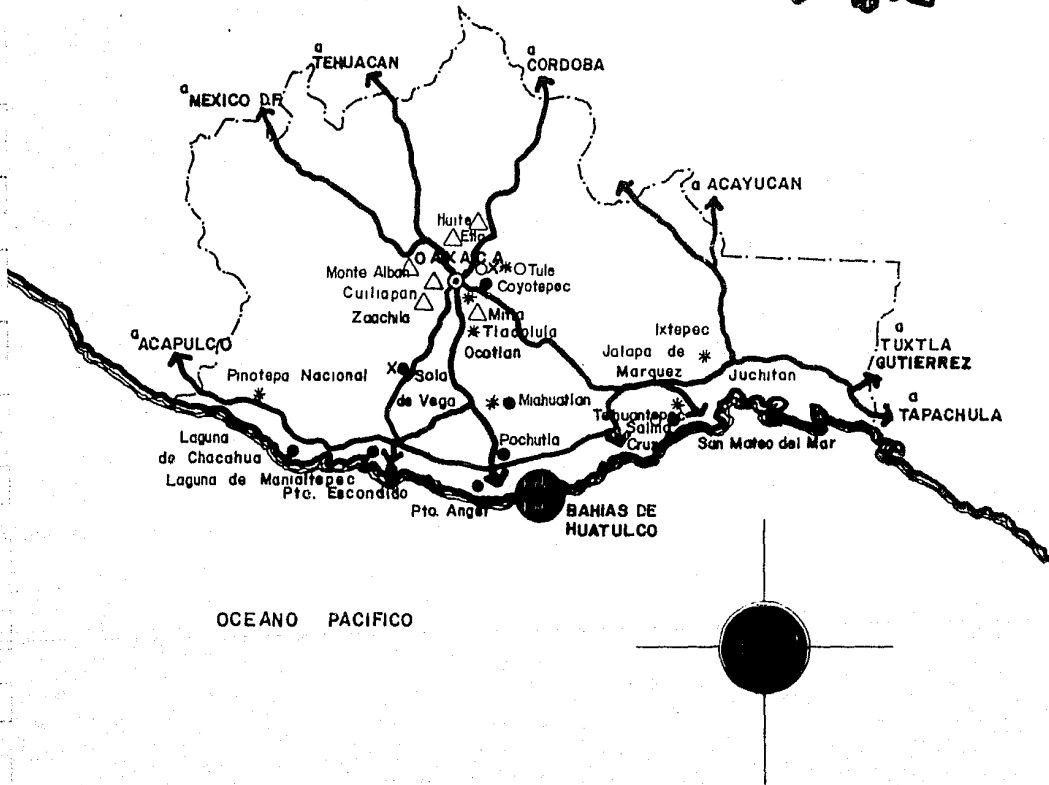 a
TEHUACAN
a
CORDOBA
a
MEXICO D.F.
a ACAYUCAN
Huite
Etla
OAXACA
Monte Alban
Tule
Coyotepec
Cuilapan
Zaachila
Mitla
Tlacolula
Ocotlan
Ixtepec
Jalapa de
Marquez
Juchitan
a
TUXTLA
GUTIERREZ
a
TAPACHULA
a
ACAPULCO
Pinotepa Nacional
Sola
de Vega
Miahuatlan
Tehuantepec
Salina
Cruz
San Mateo del Mar
Laguna
de Chacahua
Laguna de Manialtepec
Pto. Escondido
Pochutla
Pto. Angel
BAHIAS DE
HUATULCO
OCEANO PACIFICO